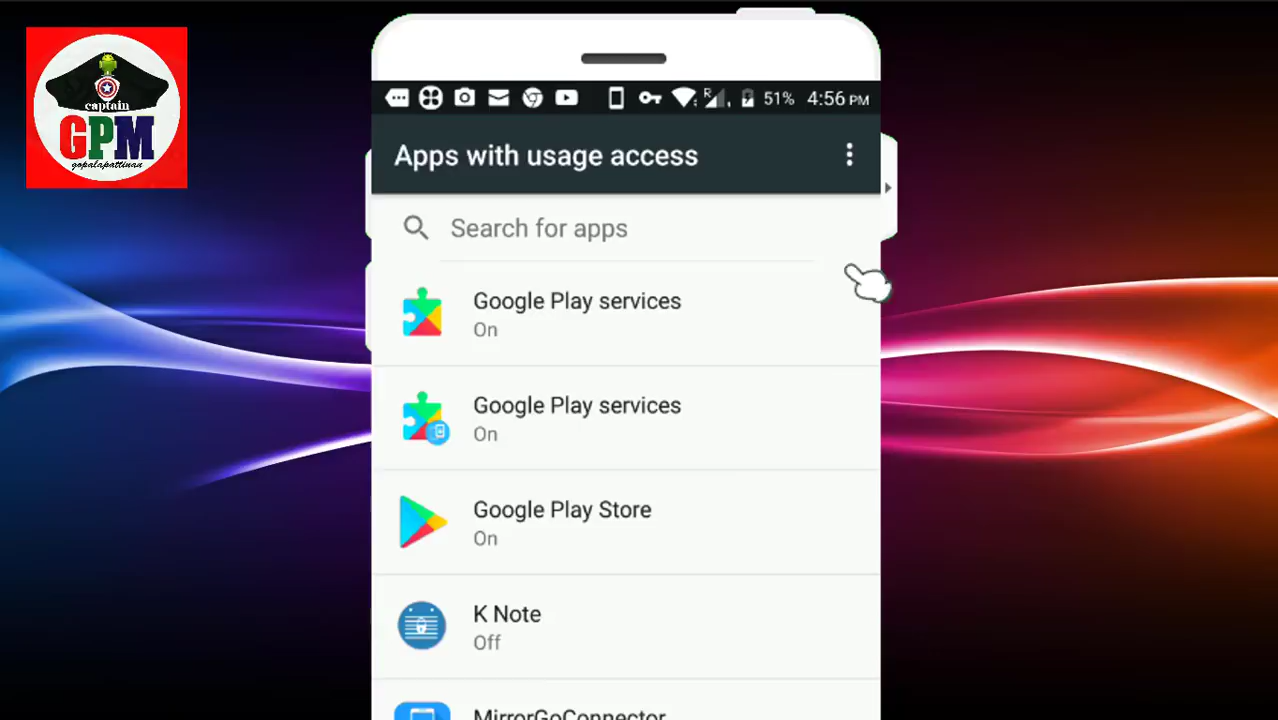 captain
GPM
gopalapattinan
51% 4:56 PM
Apps with usage access
Search for apps
Google Play services
On
Google Play services
On
Google Play Store
On
K Note
Off
MirrorGoConnector